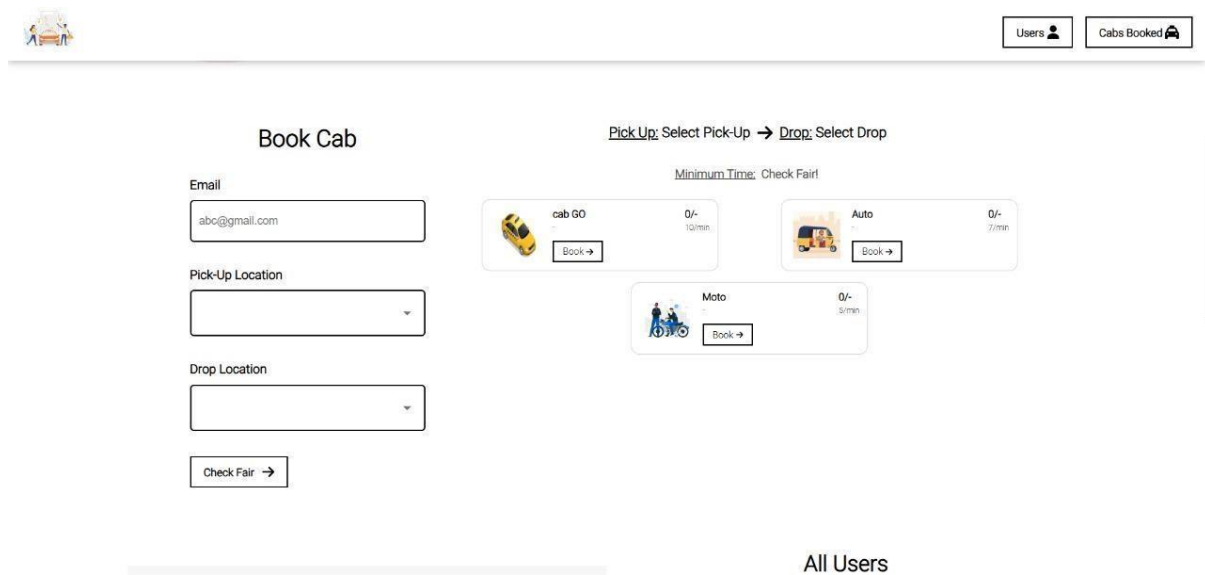 Users
Cabs Booked
Book Cab
Email
abc@gmail.com
Pick-Up Location
Drop Location
Check Fair →
Pick Up: Select Pick-Up → Drop: Select Drop
Minimum Time: Check Fair!
cab GO 0/-
- 10/min
Book →
Auto 0/-
- 7/min
Book →
Moto 0/-
- 5/min
Book →
All Users